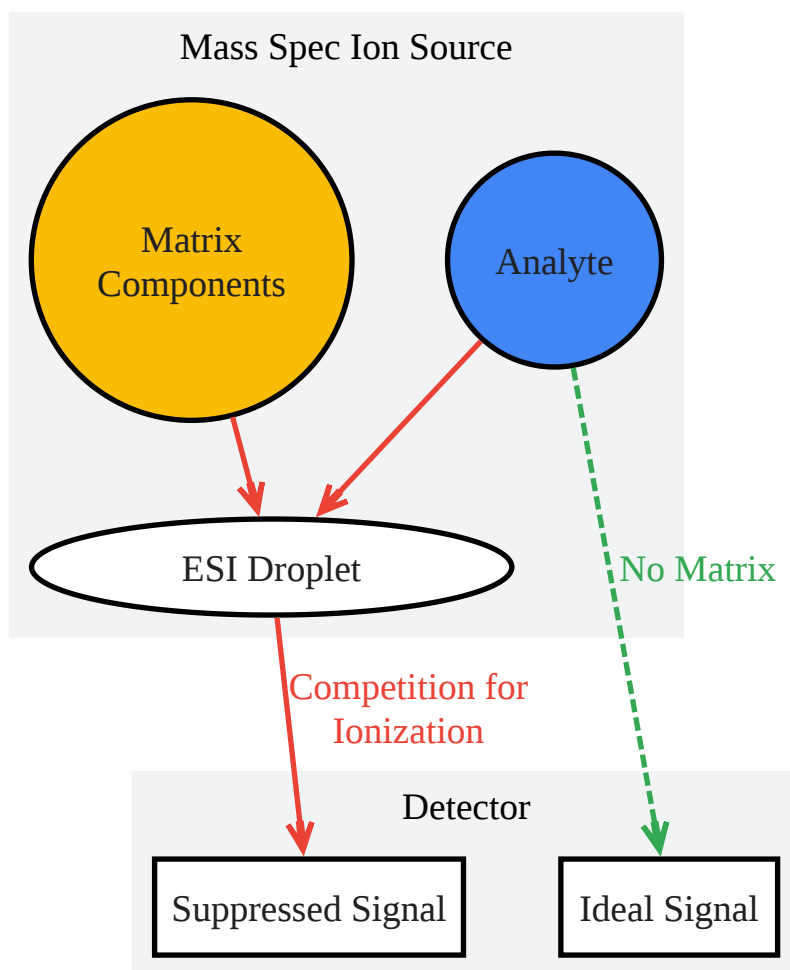 Mass Spec Ion Source
Matrix
Components
Analyte
ESI Droplet
No Matrix
Competition for
Ionization
Detector
Suppressed Signal
Ideal Signal